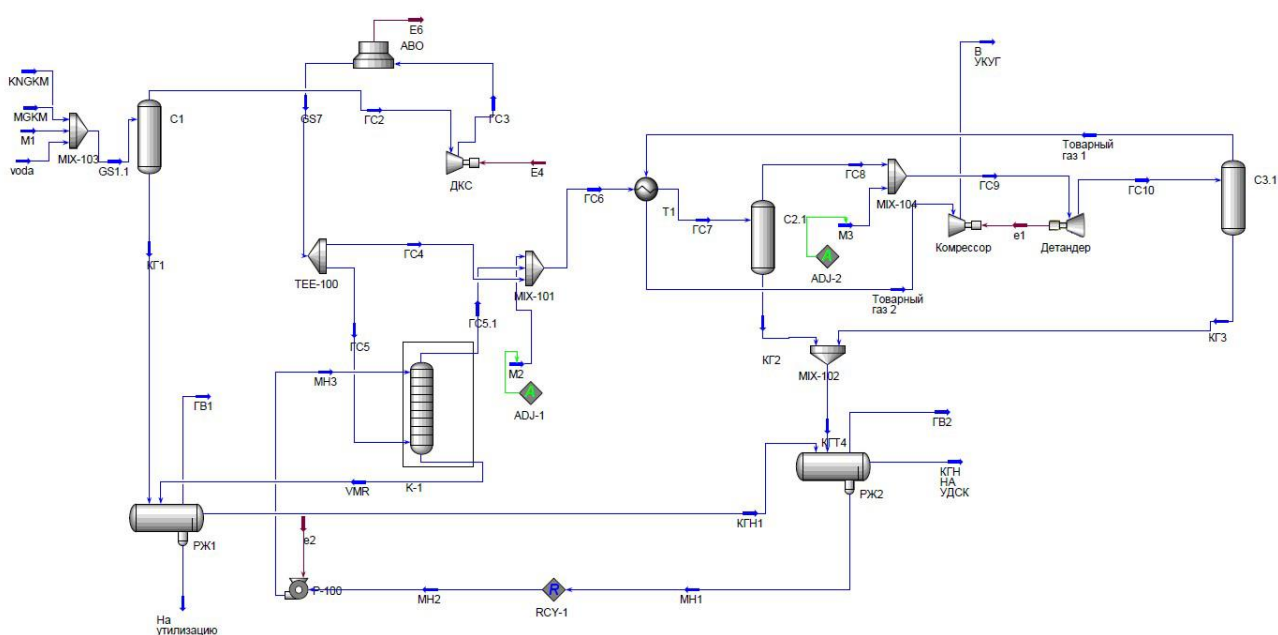 E6
АВО
KNGKM
MGKM
M1
voda
MIX-103
GS1.1
C1
ГС2
GS7
ГС3
ДКС
E4
КГ1
TEE-100
ГС4
ГС5
ГС5.1
MIX-101
ГС6
T1
ГС7
C2.1
ГС8
MIX-104
M3
A
ADJ-2
ГС9
В
УКУГ
Компрессор
e1
Детандер
ГС10
Товарный
газ 1
C3.1
Товарный
газ 2
КГ2
MIX-102
КГ3
M2
A
ADJ-1
МН3
ГВ1
VMR
K-1
РЖ1
На
утилизацию
e2
P-100
МН2
R
RCY-1
МН1
КГН1
КГТ4
ГВ2
КГН
НА
УДСК
РЖ2